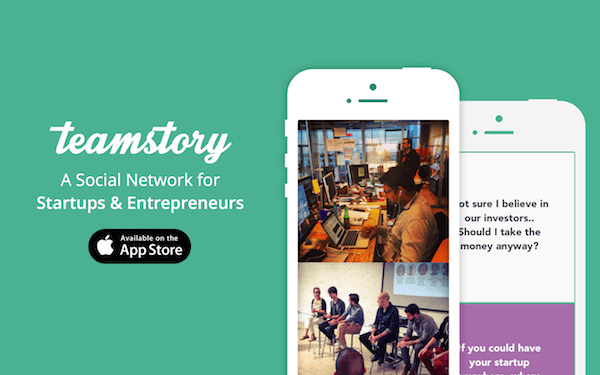 teamstory
A Social Network for
Startups & Entrepreneurs
Available on the
App Store
ot sure I believe in
our investors..
Should I take the
money anyway?
If you could have
your startup